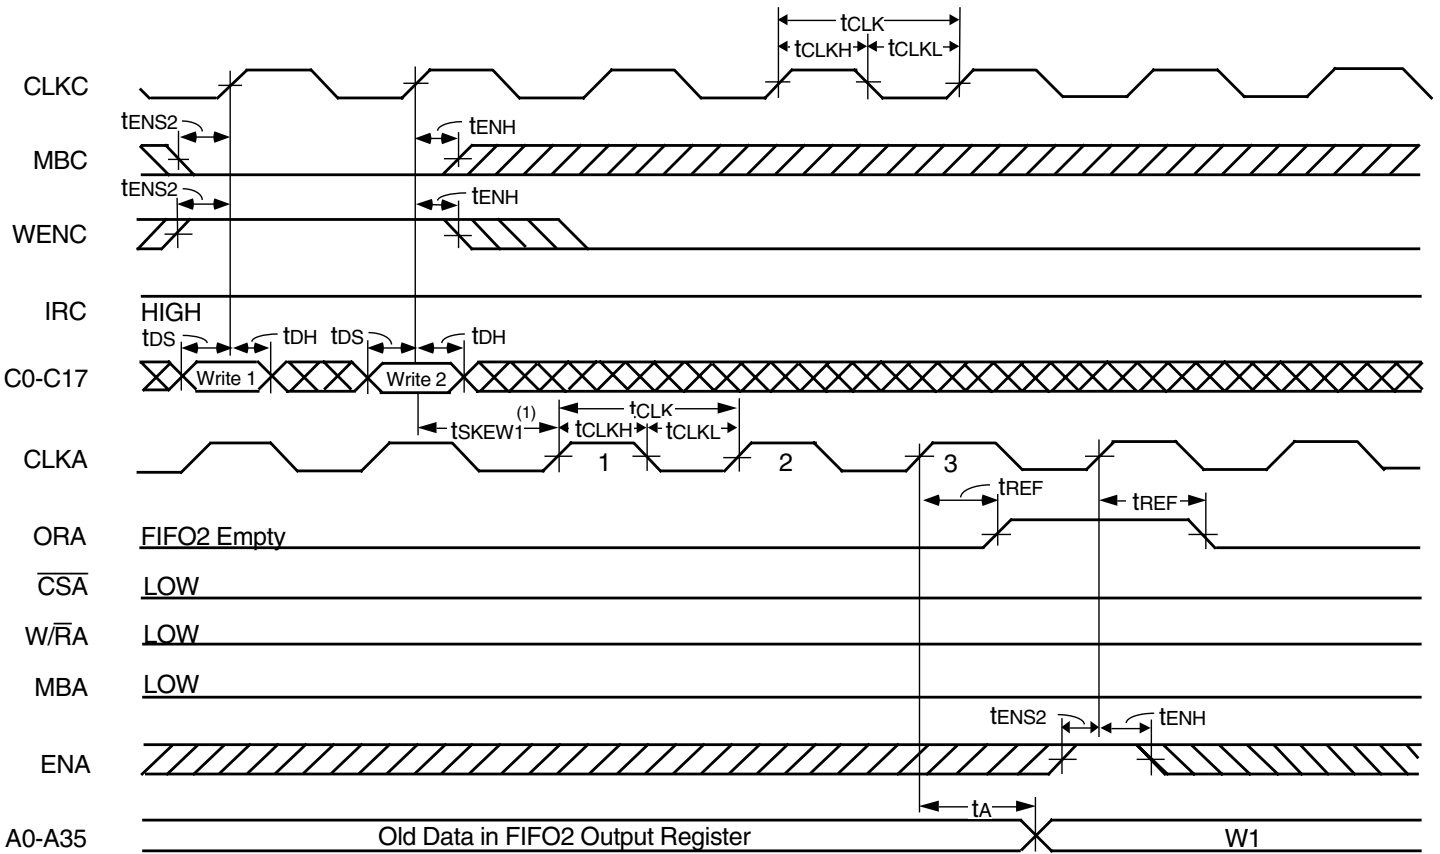 tCLK
tCLKH tCLKL
CLKC
tENS2 tENH
MBC
tENS2 tENH
WENC
IRC HIGH
tDS tDH tDS tDH
C0-C17 Write 1 Write 2
tSKEW1(1) tCLK
tCLKH tCLKL
CLKA 1 2 3
tREF tREF
ORA FIFO2 Empty
CSA LOW
W/RA LOW
MBA LOW
tENS2 tENH
ENA
tA
A0-A35 Old Data in FIFO2 Output Register W1